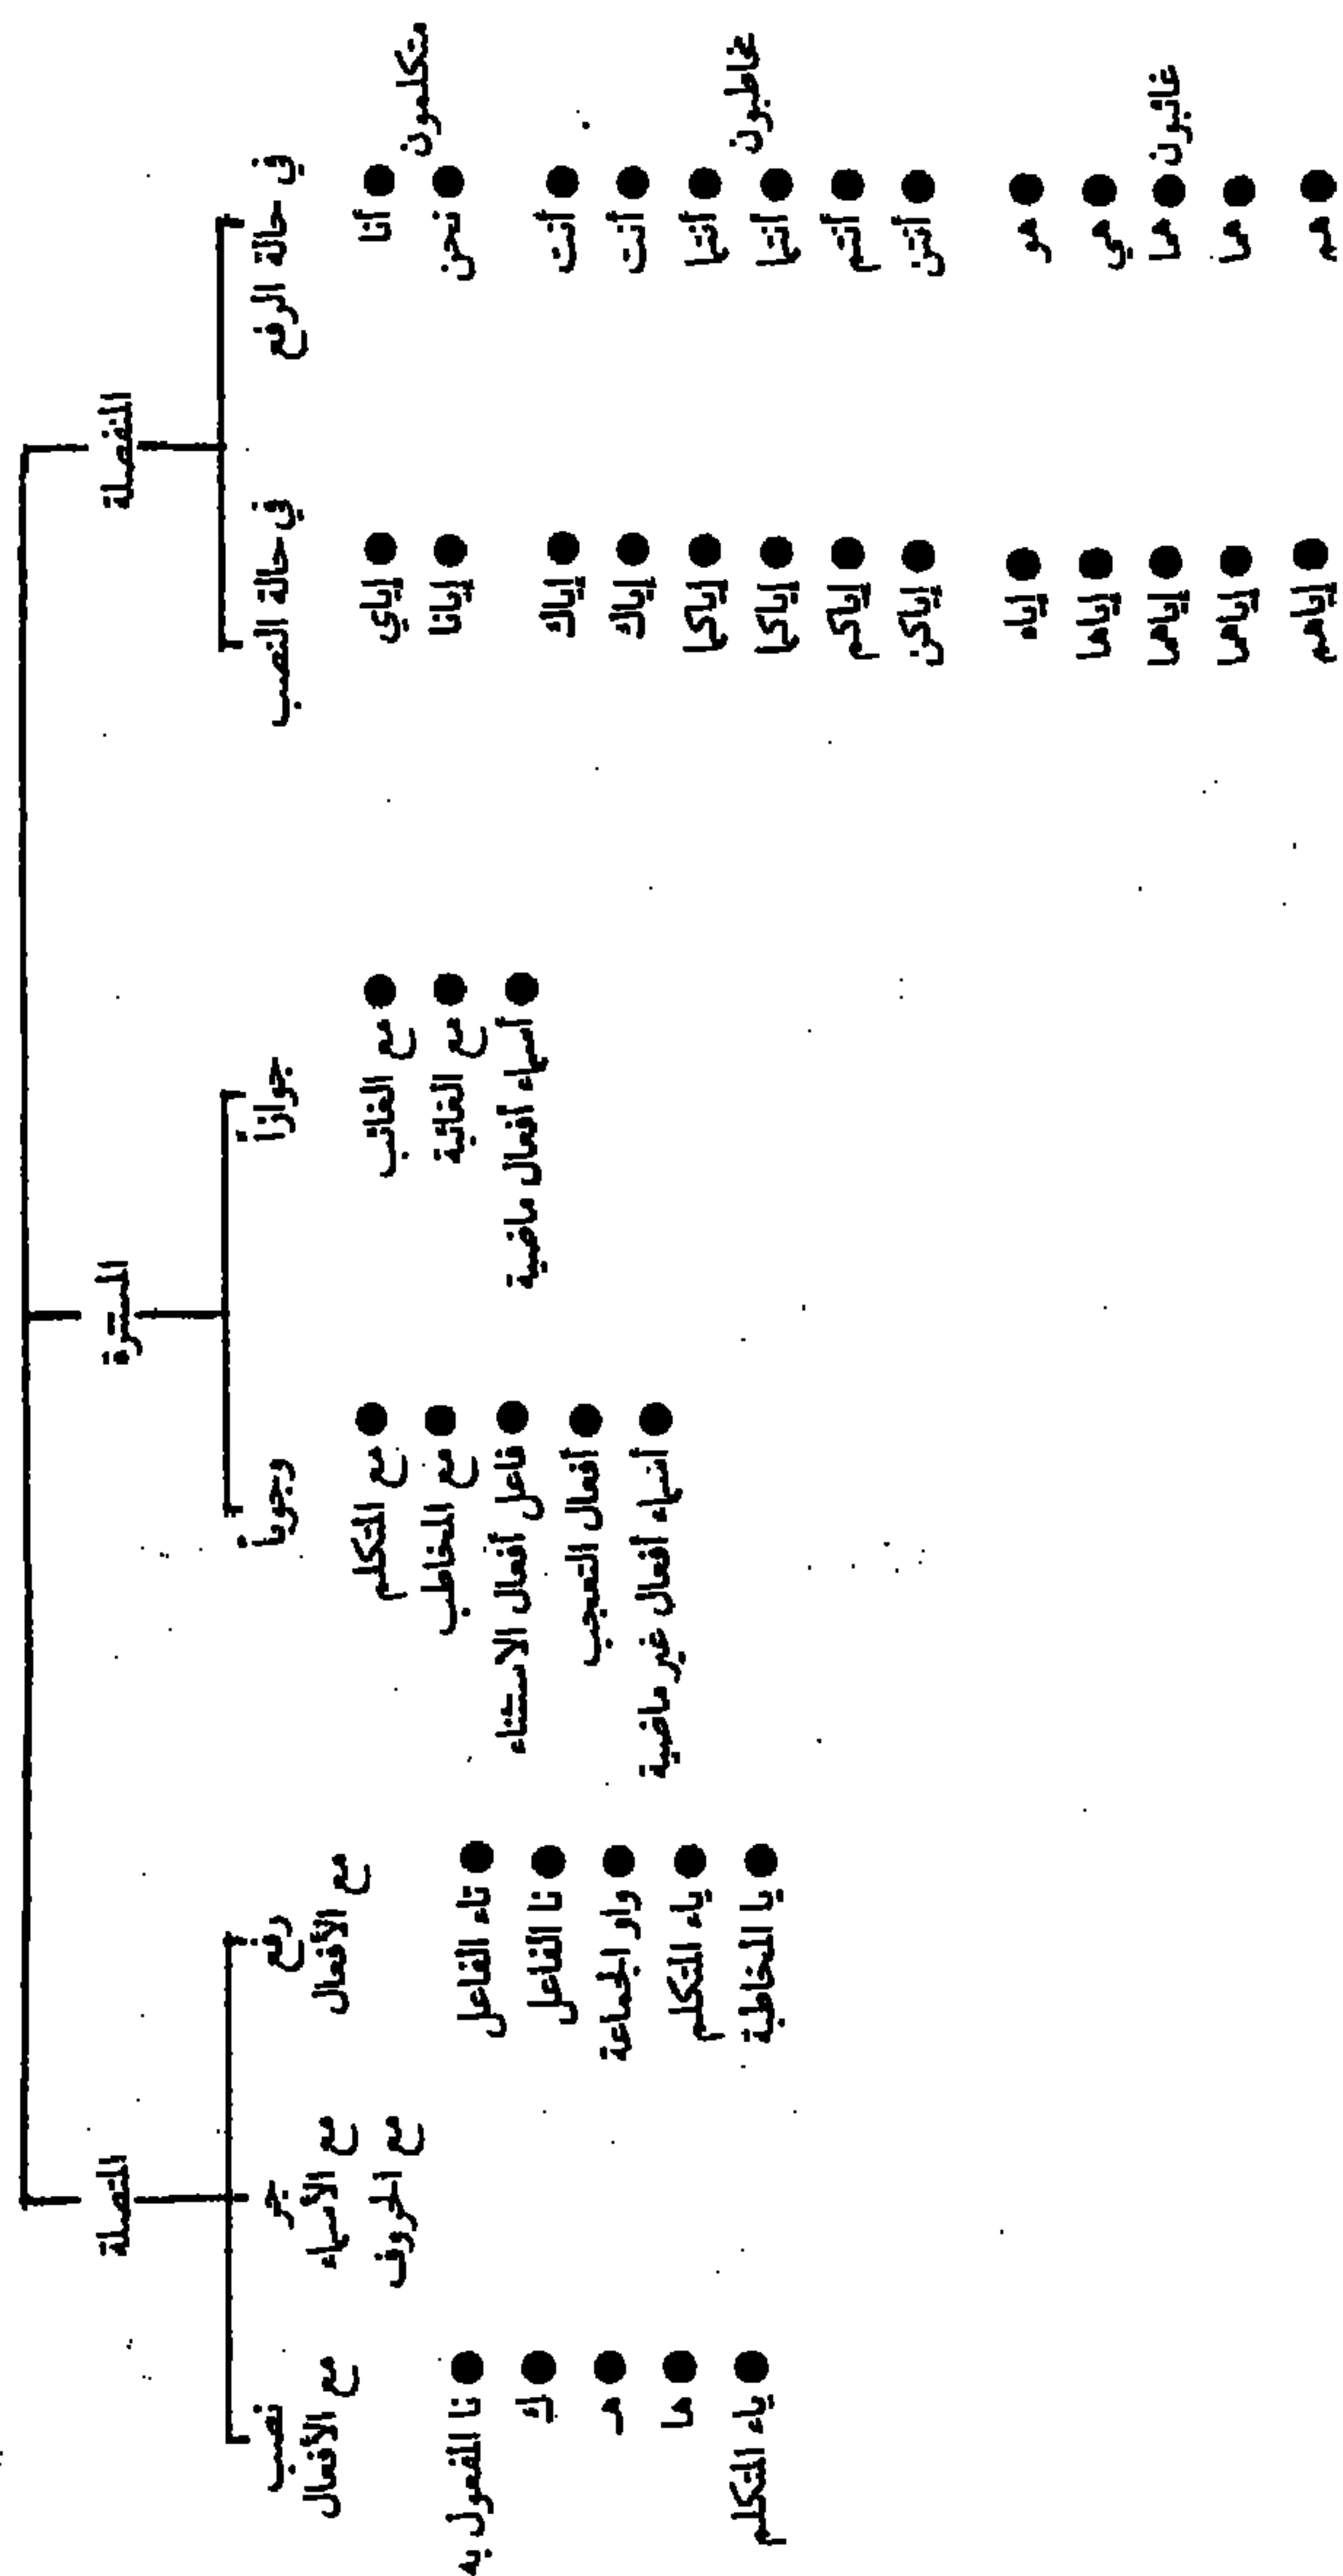 المنفصلة
في حالة الرفع
متكلمون
أنا
نحن
مخاطبون
أنت
أنت
أنتما
أنتما
أنتم
أنتن
غائبون
هو
هي
هما
هما
هم
في حالة النصب
إياي
إيانا
إياك
إياك
إياكما
إياكما
إياكم
إياكن
إياه
إياها
إياهما
إياهما
إياهم
المستترة
جوازاً
مع الغائب
مع الغائبة
أسماء أفعال ماضية
وجوباً
مع المتكلم
مع المخاطب
فاعل أفعال الاستثناء
أفعال التعجب
أسماء أفعال غير ماضية
المتصلة
رفع
مع الأفعال
تاء الفاعل
نا الفاعل
واو الجماعة
ياء المتكلم
يا المخاطبة
جر
مع الأسماء
مع الحروف
نصب
مع الأفعال
نا المفعول به
ك
هـ
ها
ياء المتكلم